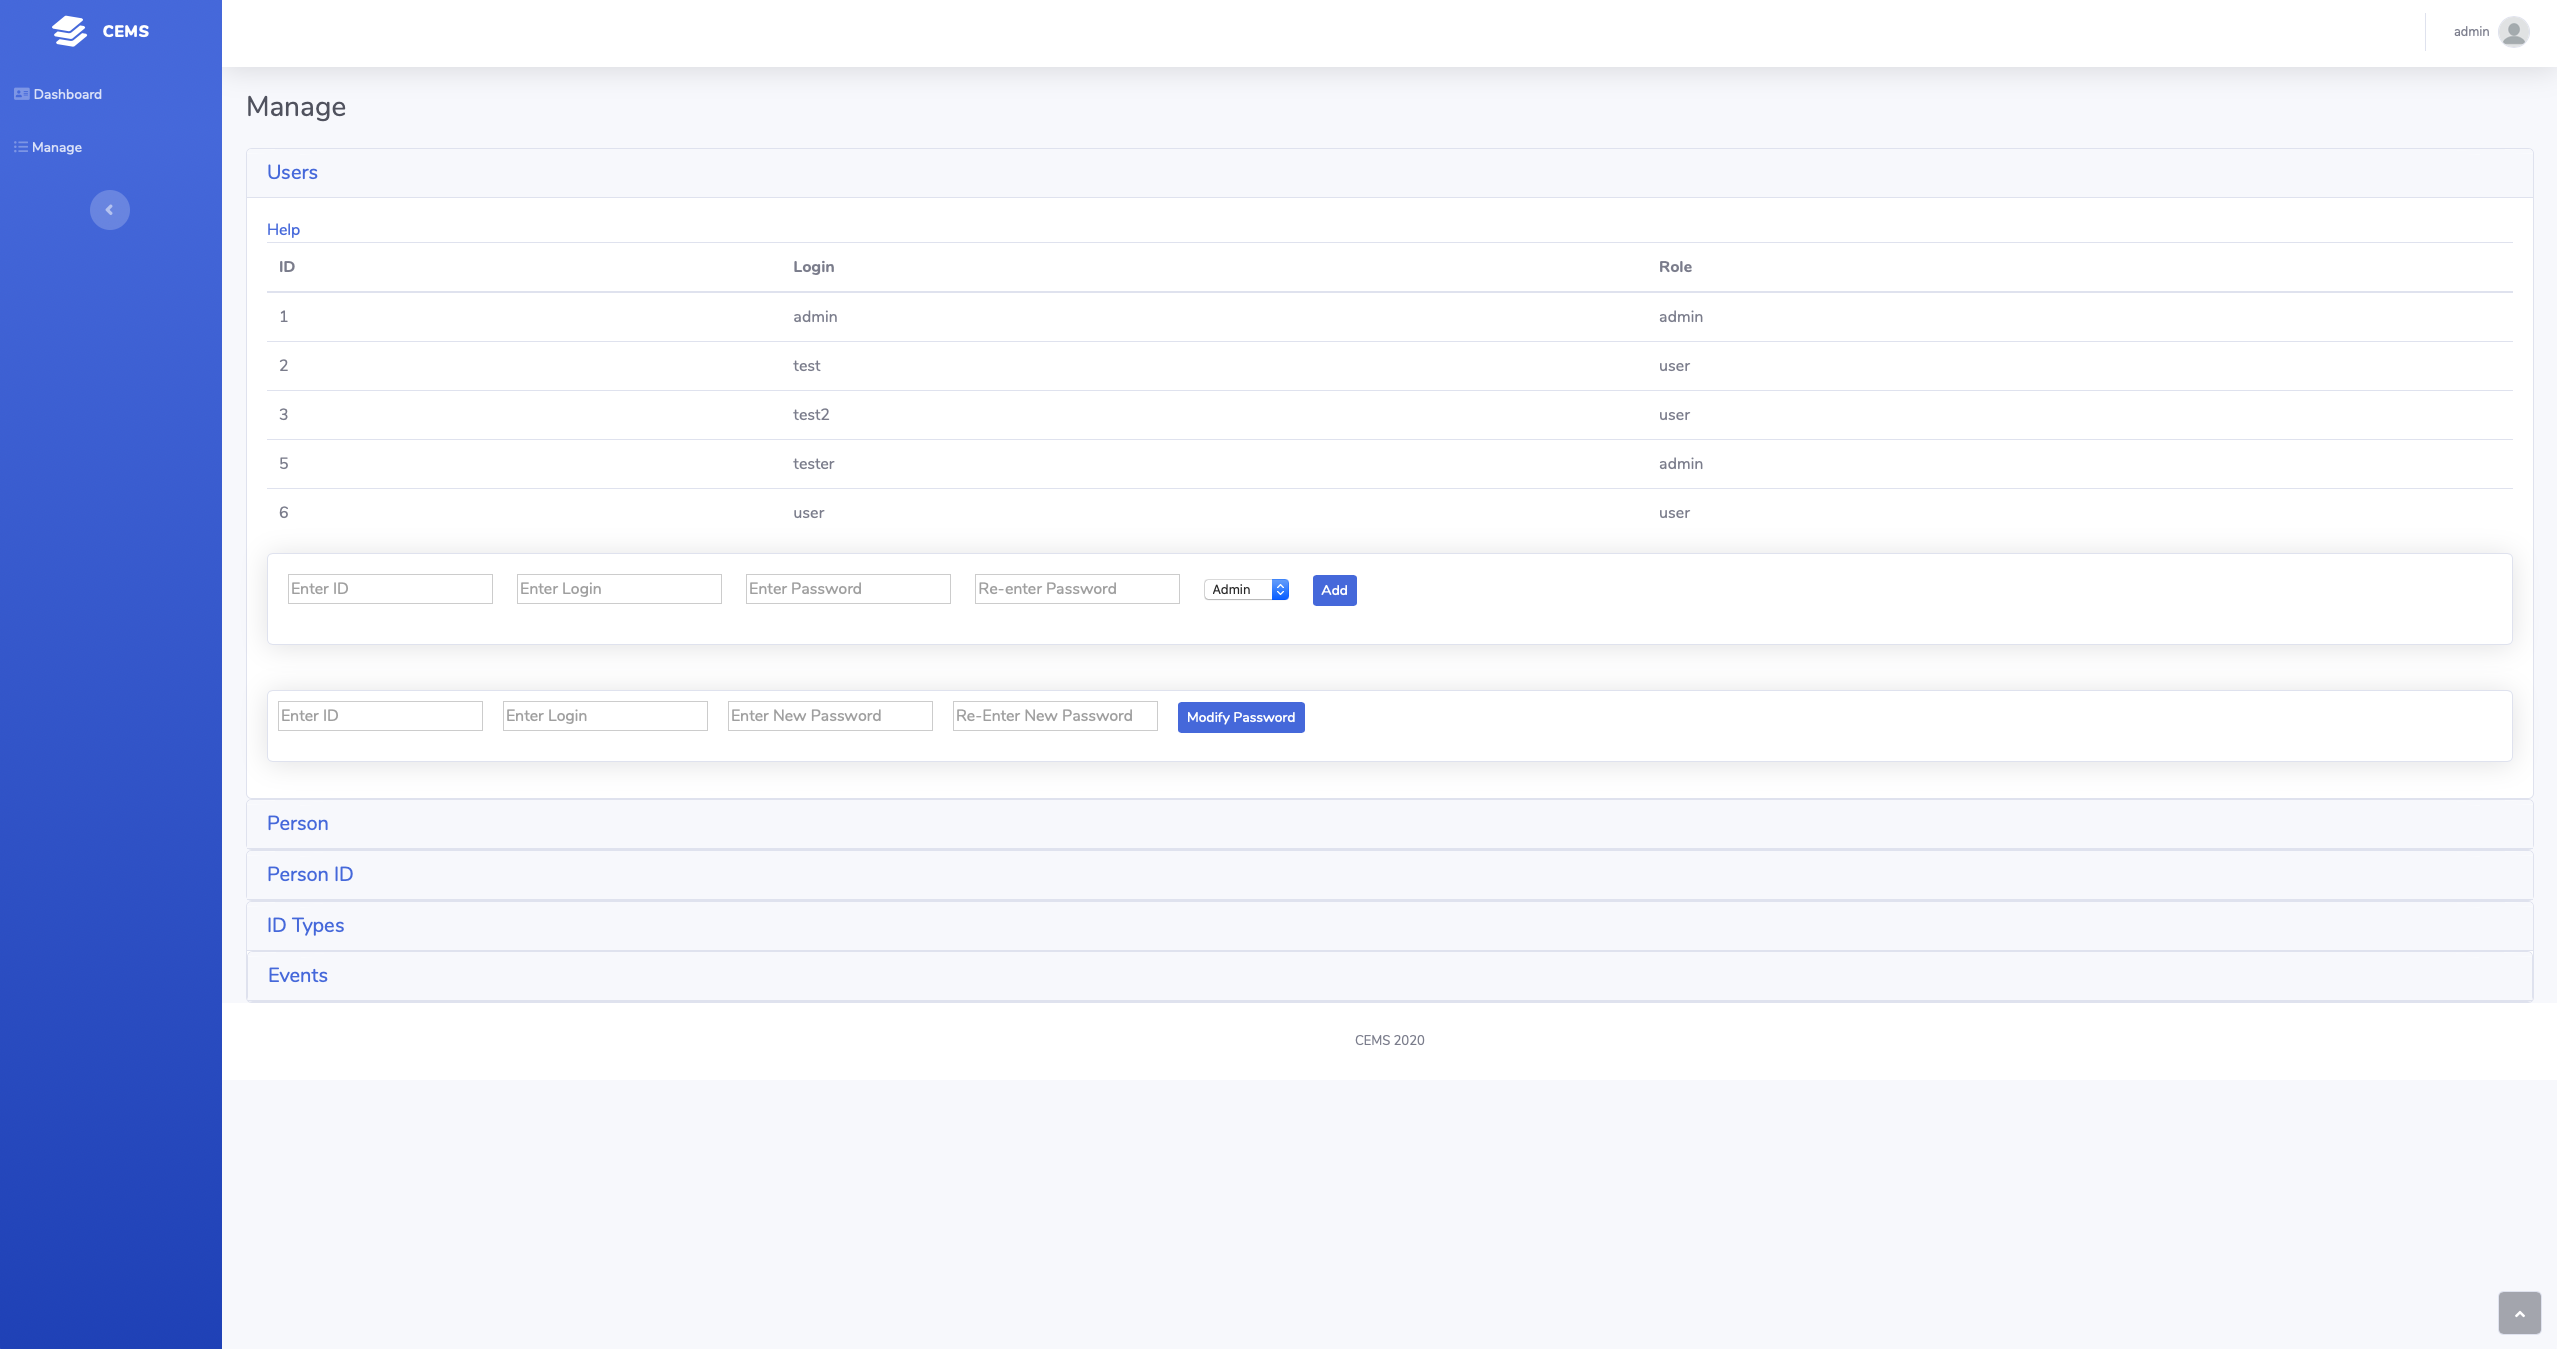 CEMS
admin
Dashboard
Manage
Manage
Users
Help
ID Login Role
1 admin admin
2 test user
3 test2 user
5 tester admin
6 user user
Enter ID Enter Login Enter Password Re-enter Password Admin Add
Enter ID Enter Login Enter New Password Re-Enter New Password Modify Password
Person
Person ID
ID Types
Events
CEMS 2020